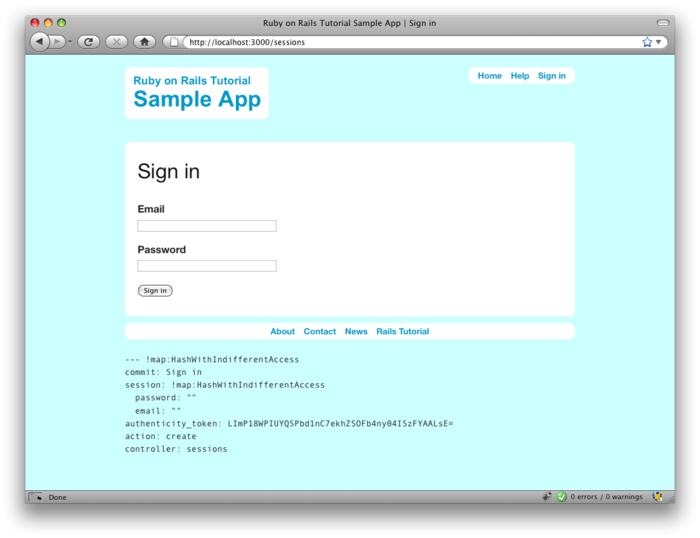 Ruby on Rails Tutorial Sample App | Sign in
http://localhost:3000/sessions
Ruby on Rails Tutorial
Sample App
Home Help Sign in
Sign in
Email
Password
Sign in
About Contact News Rails Tutorial
--- !map:HashWithIndifferentAccess
commit: Sign in
session: !map:HashWithIndifferentAccess
password: ""
email: ""
authenticity_token: LImP18WPIUYQSPbd1nC7ekhZSOFb4ny04ISzFYAALsE=
action: create
controller: sessions
Done
0 errors / 0 warnings